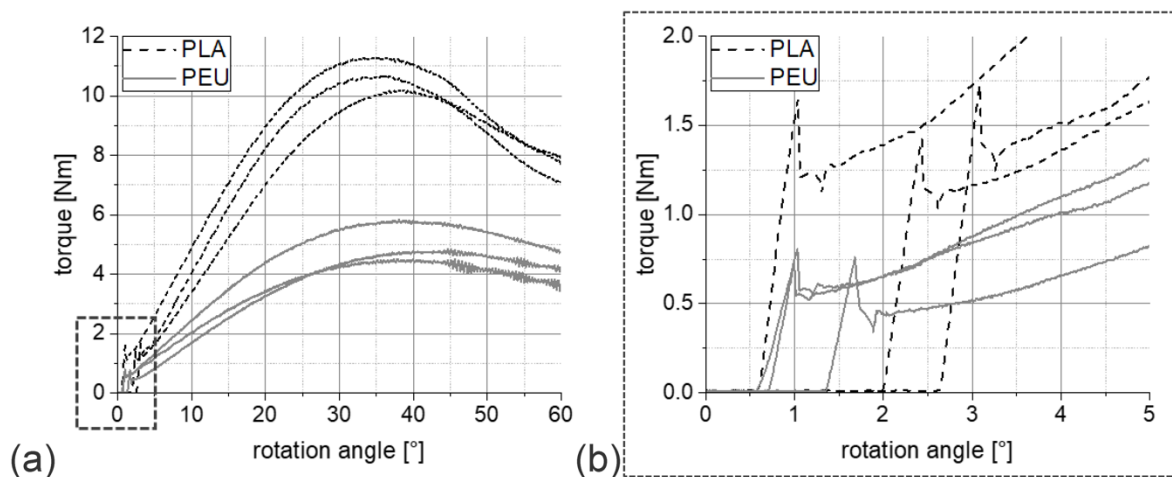 12
10
8
6
4
2
0
torque [Nm]
PLA
PEU
0 10 20 30 40 50 60
rotation angle [°]
(a)
2.0
1.5
1.0
0.5
0.0
torque [Nm]
PLA
PEU
0 1 2 3 4 5
rotation angle [°]
(b)